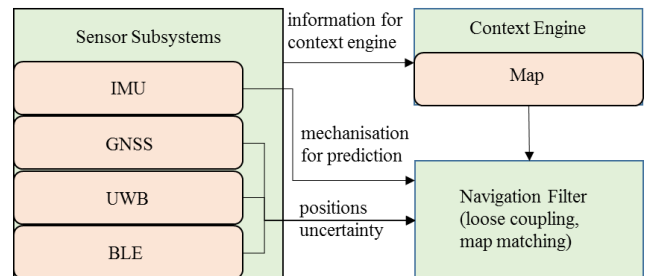 Sensor Subsystems
IMU
GNSS
UWB
BLE
information for
context engine
mechanisation
for prediction
positions
uncertainty
Context Engine
Map
Navigation Filter
(loose coupling,
map matching)